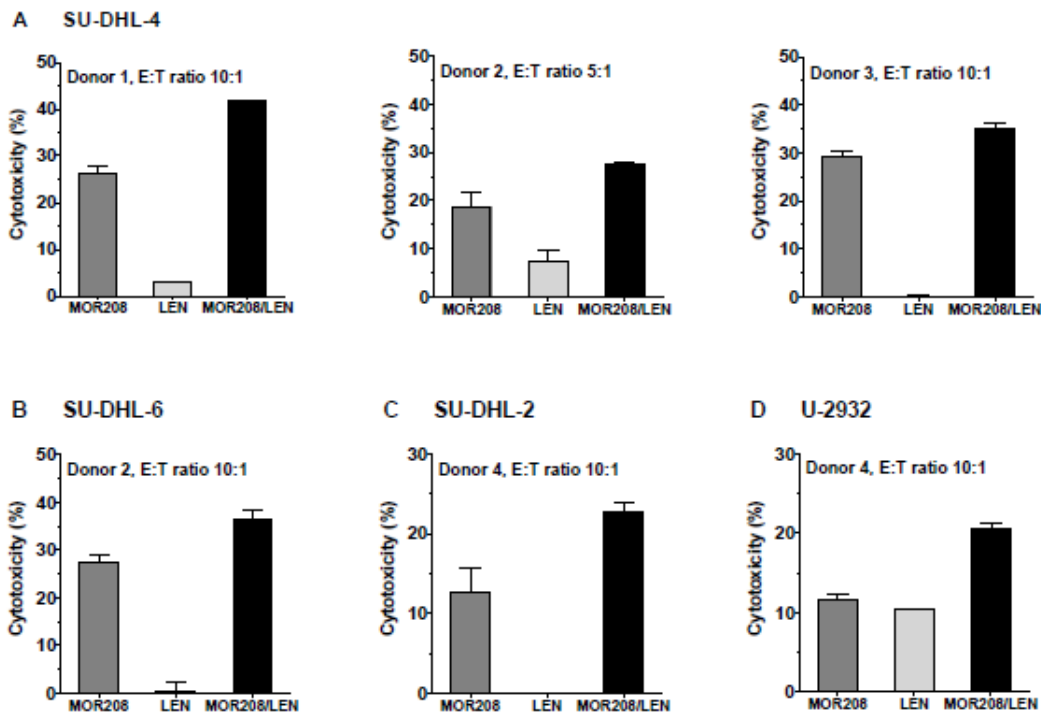 A SU-DHL-4
Donor 1, E:T ratio 10:1
Cytotoxicity (%)
50
40
30
20
10
0
MOR208 LEN MOR208/LEN
Donor 2, E:T ratio 5:1
Cytotoxicity (%)
50
40
30
20
10
0
MOR208 LEN MOR208/LEN
Donor 3, E:T ratio 10:1
Cytotoxicity (%)
50
40
30
20
10
0
MOR208 LEN MOR208/LEN
B SU-DHL-6
Donor 2, E:T ratio 10:1
Cytotoxicity (%)
50
40
30
20
10
0
MOR208 LEN MOR208/LEN
C SU-DHL-2
Donor 4, E:T ratio 10:1
Cytotoxicity (%)
30
20
10
0
MOR208 LEN MOR208/LEN
D U-2932
Donor 4, E:T ratio 10:1
Cytotoxicity (%)
30
20
10
0
MOR208 LEN MOR208/LEN